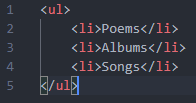 1 <ul>
2     <li>Poems</li>
3     <li>Albums</li>
4     <li>Songs</li>
5 </ul>